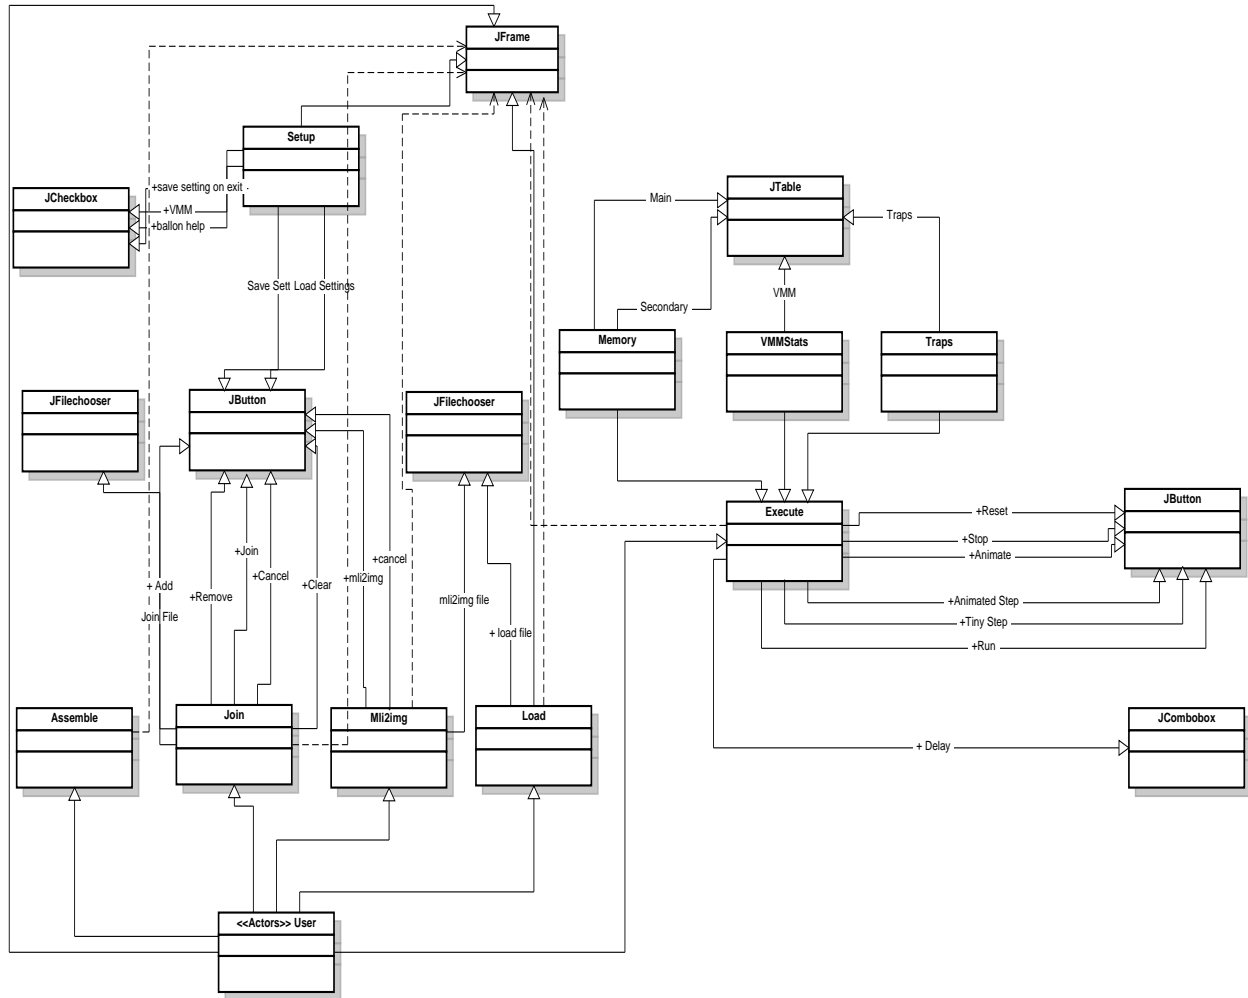 JFrame
Setup
+save setting on exit
JCheckbox
+VMM
+ballon help
JTable
Main
Traps
Save Sett
Load Settings
VMM
Secondary
Memory
VMMStats
Traps
JFilechooser
JButton
JFilechooser
JButton
Execute
+Reset
+Stop
+Animate
+Join
+cancel
+Cancel
+Clear
+mli2img
+ Add
+Remove
mli2img file
+Animated Step
Join File
+Tiny Step
+ load file
+Run
Assemble
Join
Mli2img
Load
JCombobox
+ Delay
<<Actors>> User